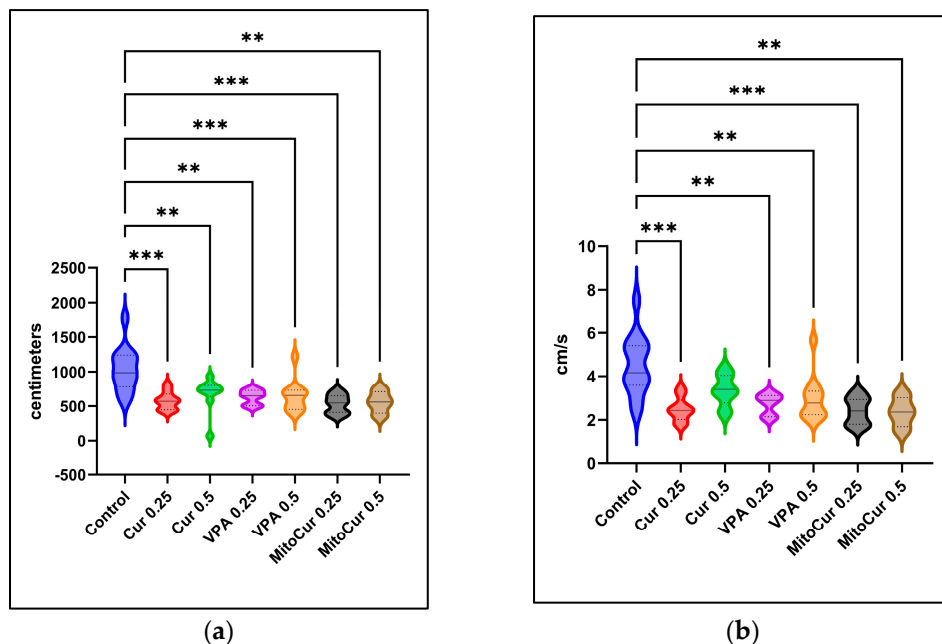 **
***
***
**
**
***
2500
2000
1500
1000
500
0
-500
centimeters
Control
Cur 0.25
Cur 0.5
VPA 0.25
VPA 0.5
MitoCur 0.25
MitoCur 0.5
(a)
**
***
**
**
***
10
8
6
4
2
0
cm/s
Control
Cur 0.25
Cur 0.5
VPA 0.25
VPA 0.5
MitoCur 0.25
MitoCur 0.5
(b)